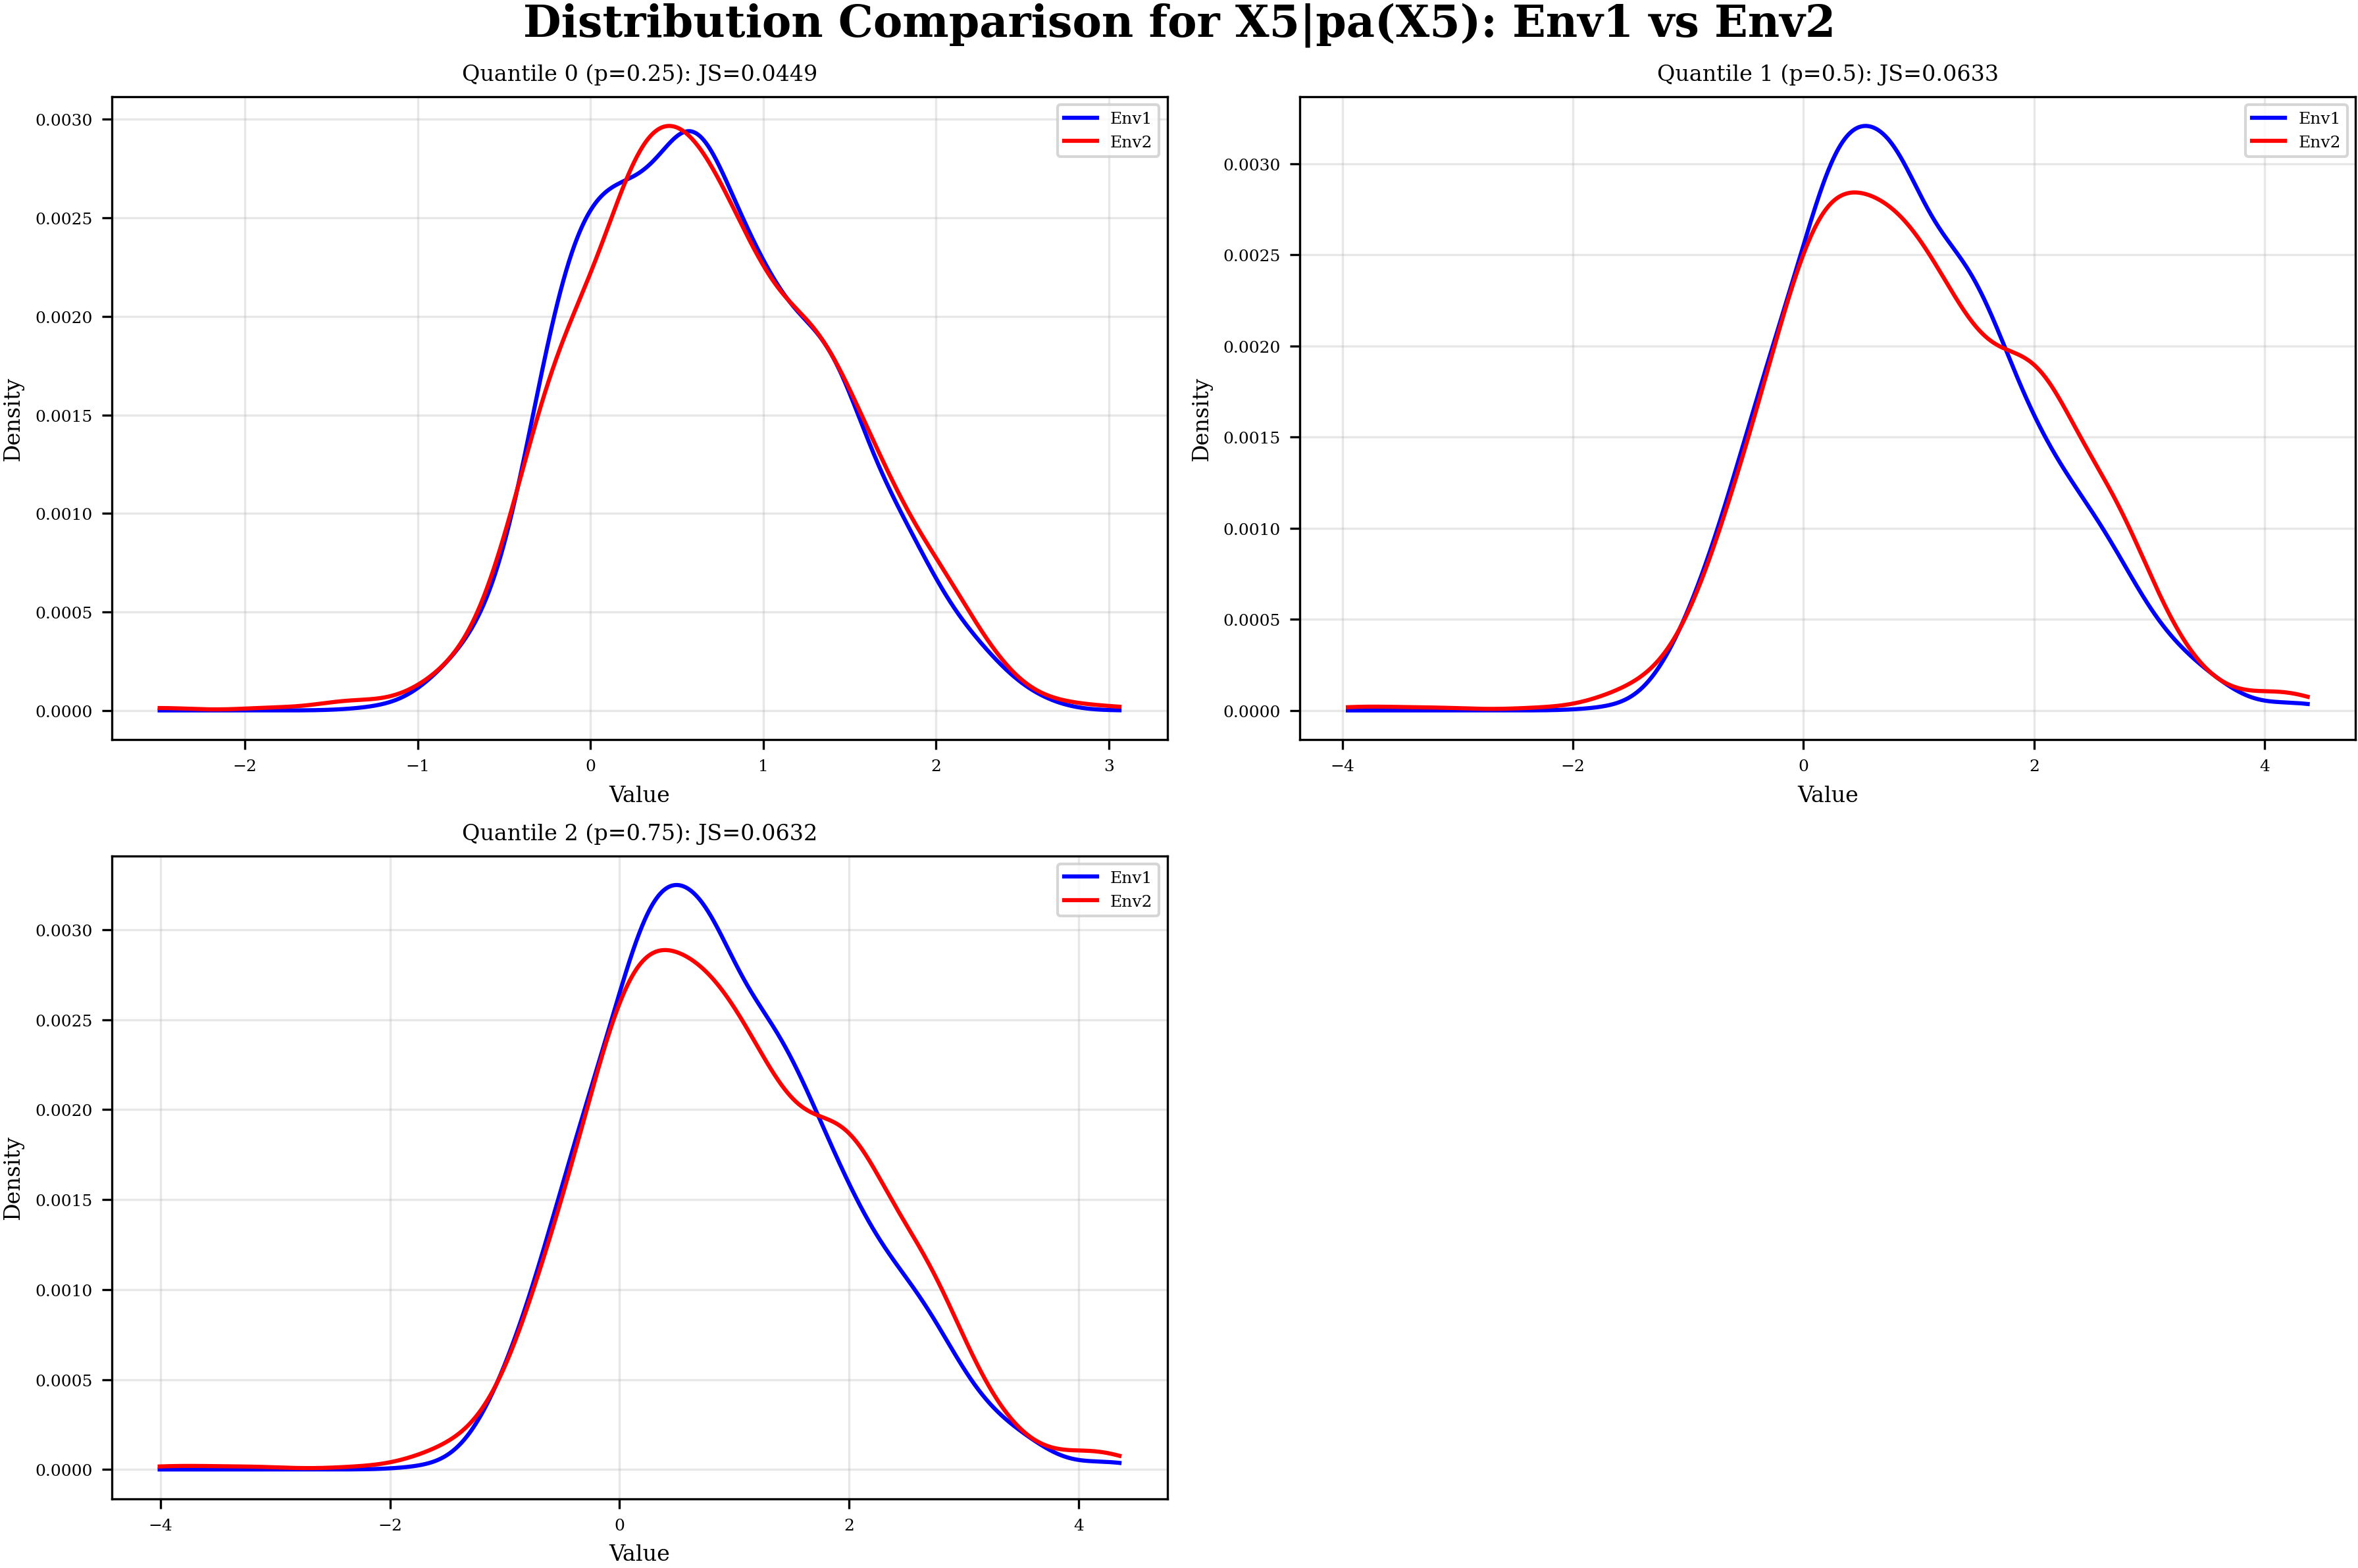 Distribution Comparison for X5|pa(X5): Env1 vs Env2
Quantile 0 (p=0.25): JS=0.0449
Env1
Env2
Density
0.0030
0.0025
0.0020
0.0015
0.0010
0.0005
0.0000
−2
−1
0
1
2
3
Value
Quantile 1 (p=0.5): JS=0.0633
Env1
Env2
Density
0.0030
0.0025
0.0020
0.0015
0.0010
0.0005
0.0000
−4
−2
0
2
4
Value
Quantile 2 (p=0.75): JS=0.0632
Env1
Env2
Density
0.0030
0.0025
0.0020
0.0015
0.0010
0.0005
0.0000
−4
−2
0
2
4
Value